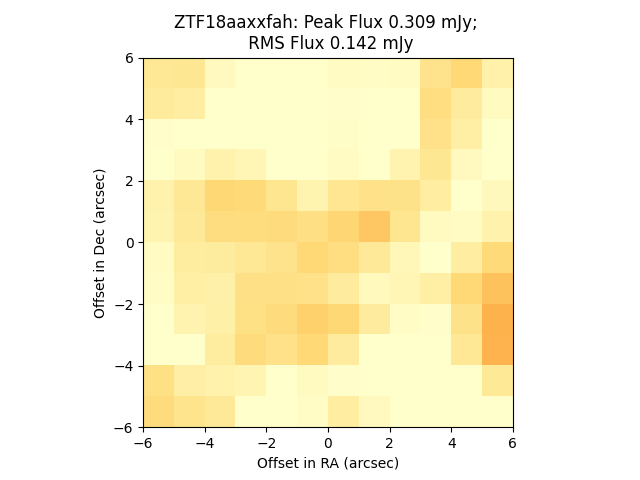 ZTF18aaxxfah: Peak Flux 0.309 mJy;
RMS Flux 0.142 mJy
6
4
2
0
−2
−4
−6
Offset in Dec (arcsec)
−6 −4 −2 0 2 4 6
Offset in RA (arcsec)